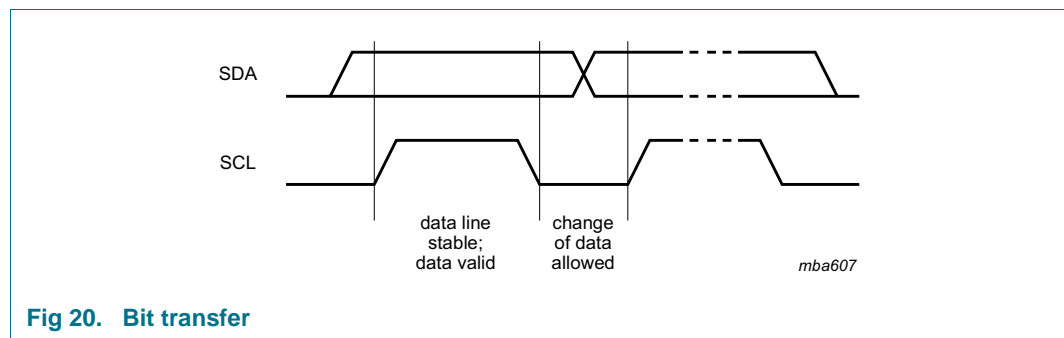 SDA
SCL
data line
stable;
data valid
change
of data
allowed
mba607
Fig 20. Bit transfer